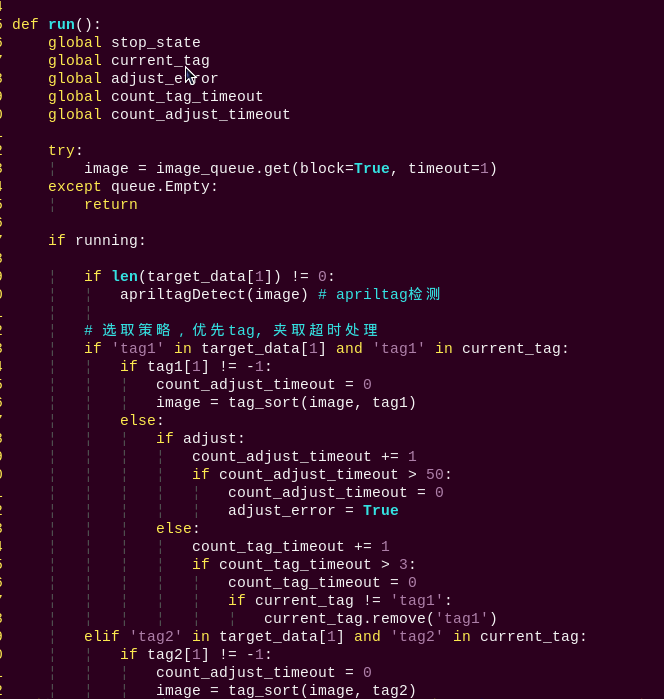 def run():
    global stop_state
    global current_tag
    global adjust_error
    global count_tag_timeout
    global count_adjust_timeout
    try:
        image = image_queue.get(block=True, timeout=1)
    except queue.Empty:
        return
    if running:
        if len(target_data[1]) != 0:
            apriltagDetect(image) # apriltag检测
        # 选取策略，优先tag, 夹取超时处理
        if 'tag1' in target_data[1] and 'tag1' in current_tag:
            if tag1[1] != -1:
                count_adjust_timeout = 0
                image = tag_sort(image, tag1)
            else:
                if adjust:
                    count_adjust_timeout += 1
                    if count_adjust_timeout > 50:
                        count_adjust_timeout = 0
                        adjust_error = True
                else:
                    count_tag_timeout += 1
                    if count_tag_timeout > 3:
                        count_tag_timeout = 0
                        if current_tag != 'tag1':
                            current_tag.remove('tag1')
        elif 'tag2' in target_data[1] and 'tag2' in current_tag:
            if tag2[1] != -1:
                count_adjust_timeout = 0
                image = tag_sort(image, tag2)